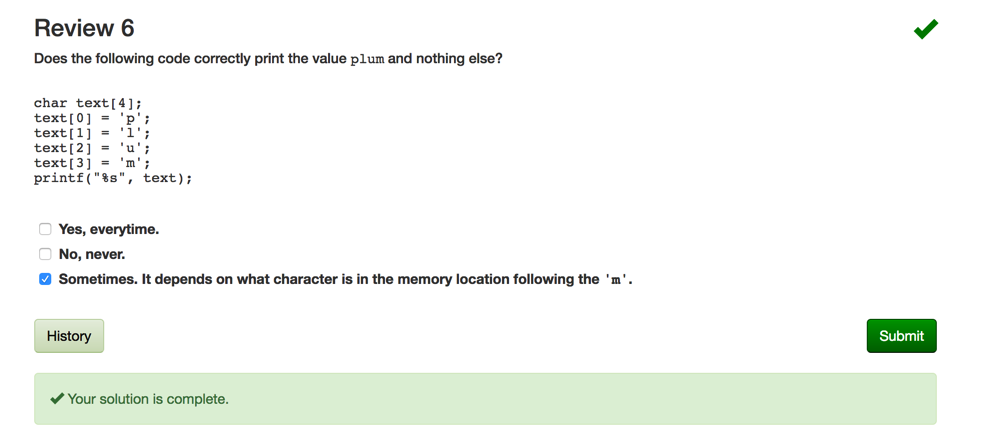 Review 6
Does the following code correctly print the value plum and nothing else?
char text[4];
text[0] = 'p';
text[1] = 'l';
text[2] = 'u';
text[3] = 'm';
printf("%s", text);
Yes, everytime.
No, never.
Sometimes. It depends on what character is in the memory location following the 'm'.
History
Submit
Your solution is complete.